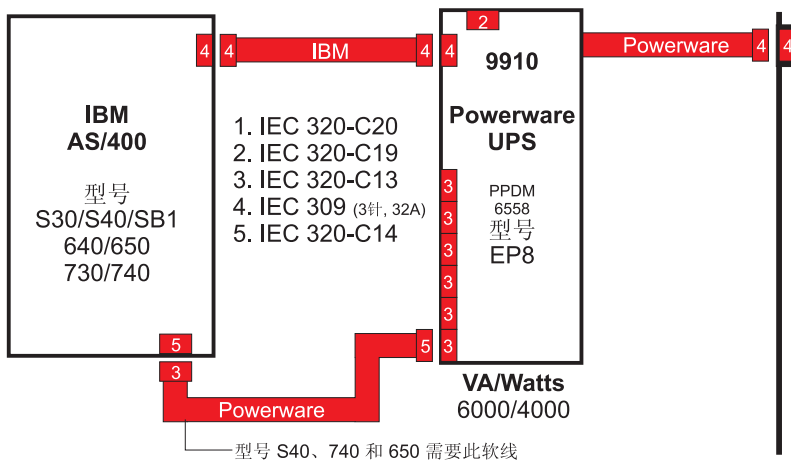 2
4
4
IBM
4
4
9910
Powerware
4
4
IBM
AS/400
型号
S30/S40/SB1
640/650
730/740
1. IEC 320-C20
2. IEC 320-C19
3. IEC 320-C13
4. IEC 309 (3针, 32A)
5. IEC 320-C14
Powerware
UPS
PPDM
6558
型号
EP8
3
3
3
3
3
3
5
5
3
Powerware
VA/Watts
6000/4000
型号 S40、740 和 650 需要此软线